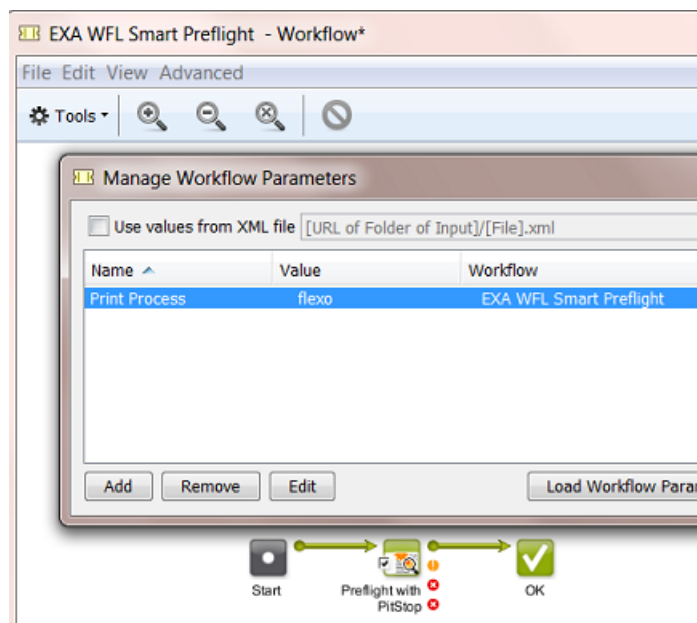 EXA WFL Smart Preflight - Workflow*
File Edit View Advanced
Tools
Manage Workflow Parameters
Use values from XML file [URL of Folder of Input]/[File].xml
Name Value Workflow
Print Process flexo EXA WFL Smart Preflight
Add Remove Edit Load Workflow Para
Start Preflight with OK
PitStop